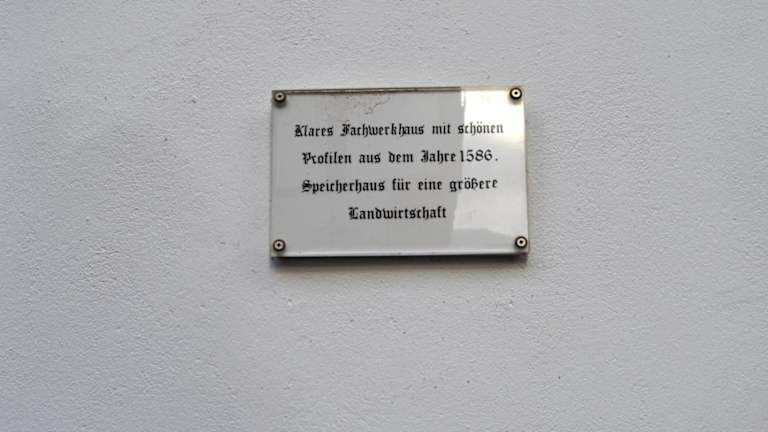 Klares Fachwerkhaus mit schönen
Profilen aus dem Jahre 1586.
Speicherhaus für eine größere
Landwirtschaft